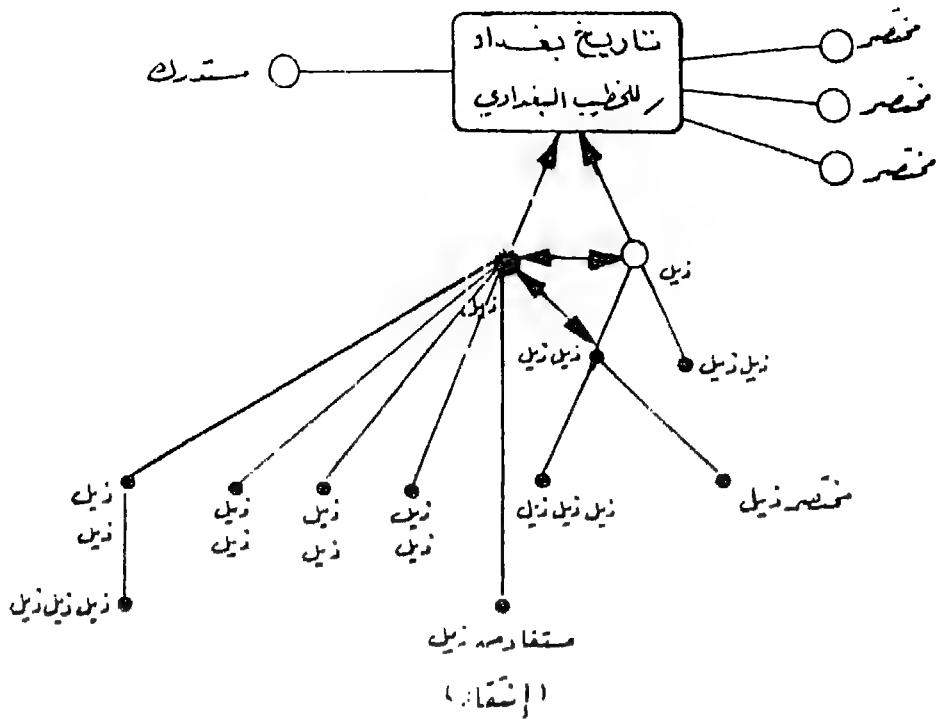 مختصر
تاريخ بغداد
مستدرك
مختصر
للخطيب البغدادي
مختصر
ذيل
ذيل
ذيل ذيل
ذيل ذيل
ذيل
ذيل
ذيل
ذيل
ذيل
ذيل
ذيل
ذيل
ذيل ذيل ذيل
مختصر ذيل
ذيل ذيل ذيل
مستفاد من ذيل
(إنتقاء)